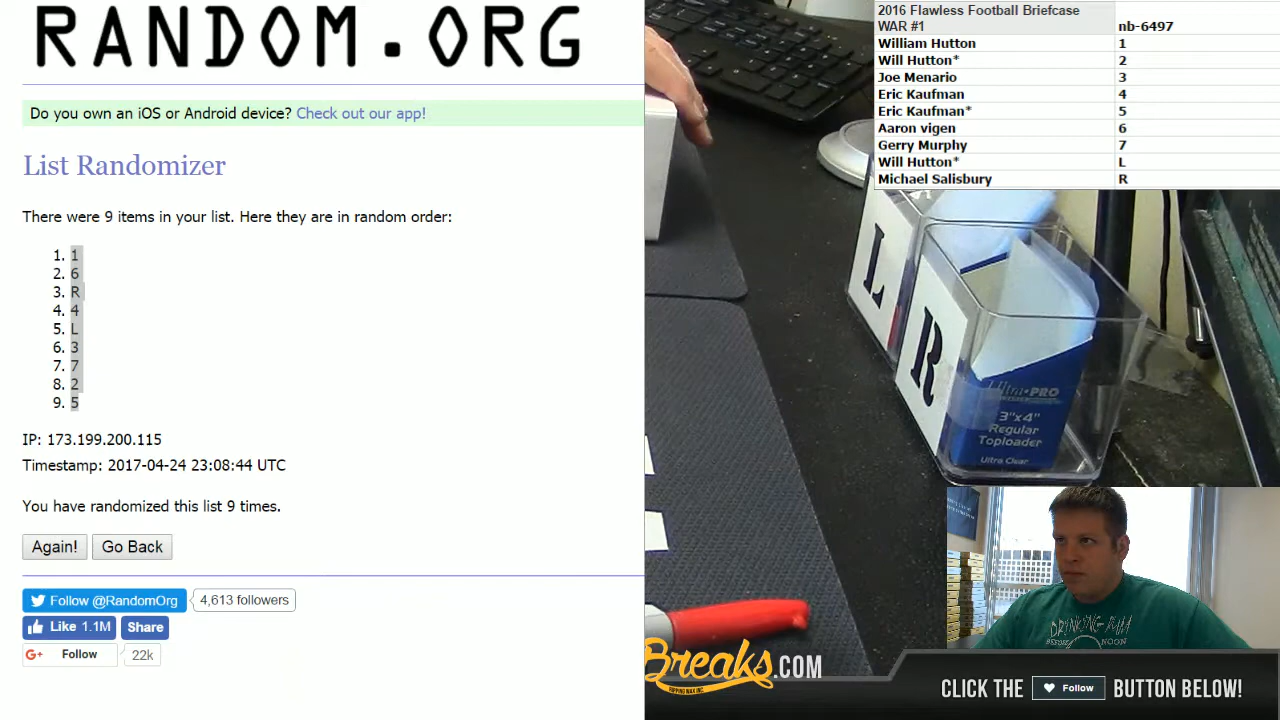 RANDOM.ORG
Do you own an iOS or Android device? Check out our app!
List Randomizer
There were 9 items in your list. Here they are in random order:
1. 1
2. 6
3. R
4. 4
5. L
6. 3
7. 7
8. 2
9. 5
IP: 173.199.200.115
Timestamp: 2017-04-24 23:08:44 UTC
You have randomized this list 9 times.
Again! Go Back
Follow @RandomOrg 4,613 followers
Like 1.1M Share
G+ Follow 22k
2016 Flawless Football Briefcase
WAR #1 nb-6497
William Hutton 1
Will Hutton* 2
Joe Menario 3
Eric Kaufman 4
Eric Kaufman* 5
Aaron vigen 6
Gerry Murphy 7
Will Hutton* L
Michael Salisbury R
L
R
Ultra•PRO
3"x4"
Regular
Toploader
Ultra Clear
DRINKING
BEFORE NOON
Breaks.COM
RIPPING WAX INC
CLICK THE Follow BUTTON BELOW!